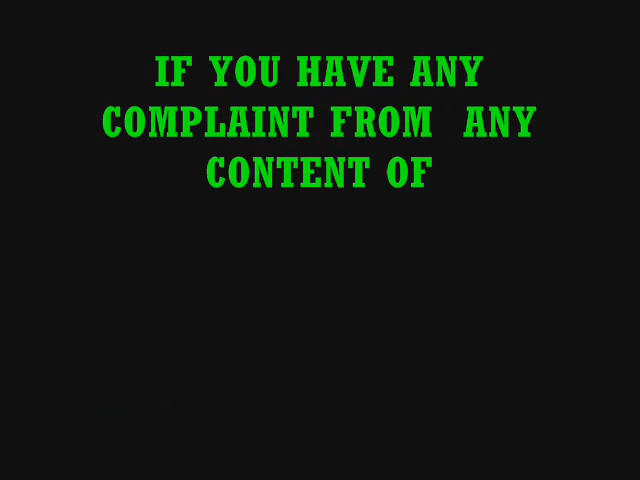 IF YOU HAVE ANY
COMPLAINT FROM  ANY
CONTENT OF